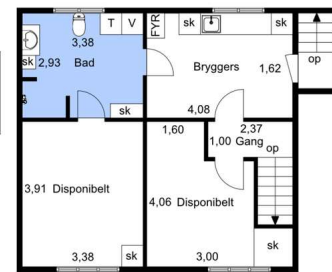 T V
FYR
sk
sk
3,38
2,93 Bad
sk
Bryggers
1,62
op
sk
4,08
1,60
2,37
1,00 Gang
op
3,91 Disponibelt
4,06 Disponibelt
3,38
sk
3,00
sk